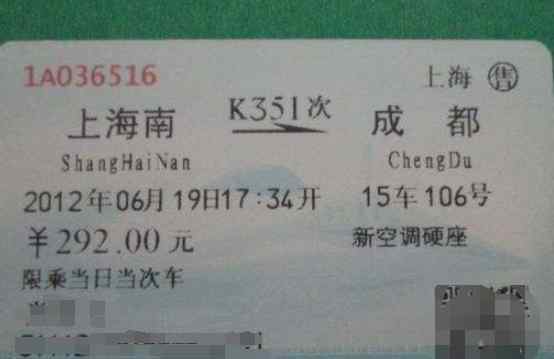 1A036516 上海 售
上海南 K351次 成都
ShangHaiNan ChengDu
2012年06月19日17:34开 15车106号
￥292.00元 新空调硬座
限乘当日当次车